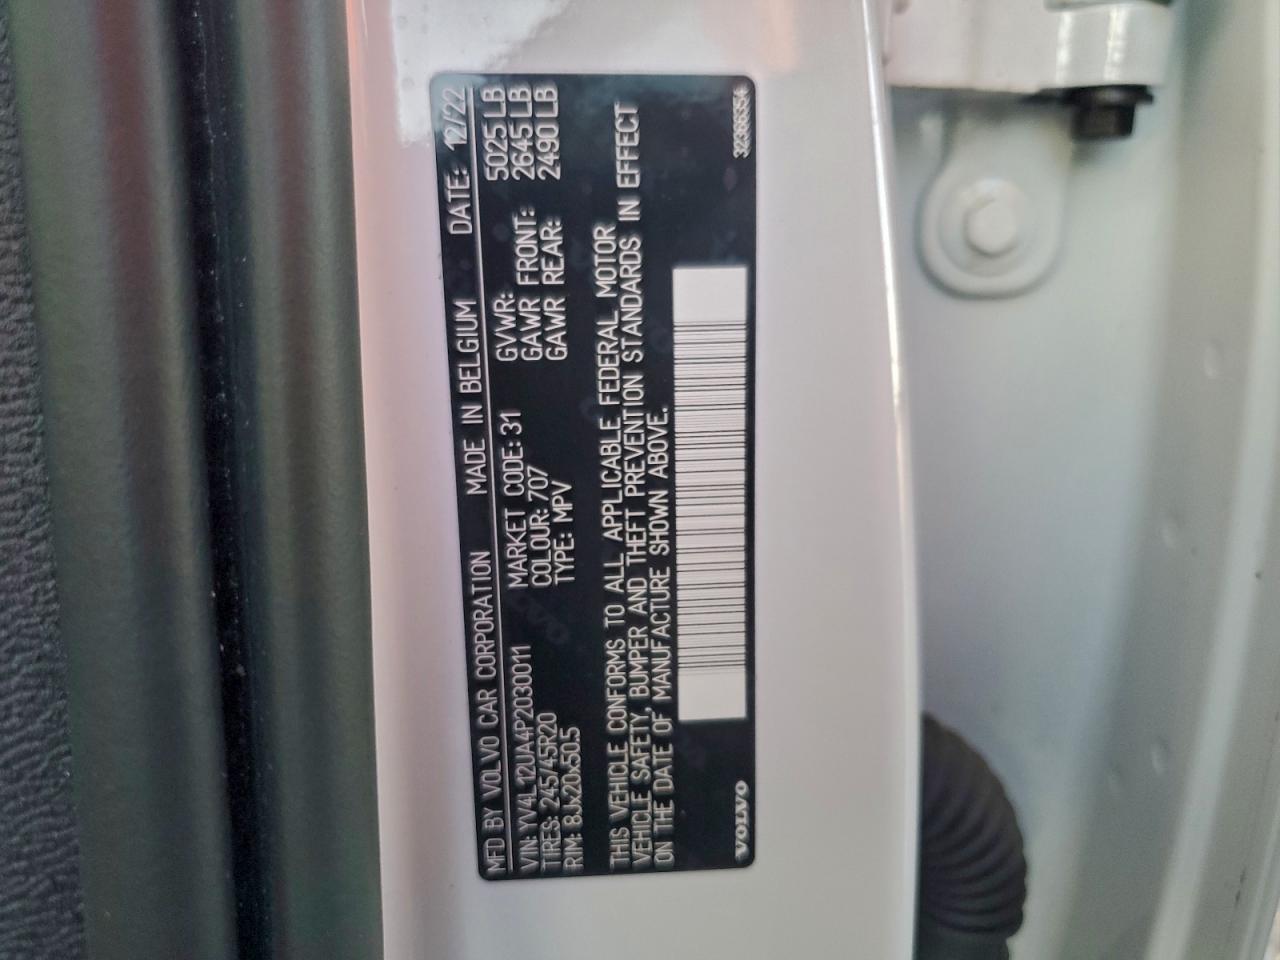 MFD BY VOLVO CAR CORPORATION MADE IN BELGIUM DATE: 12/22
VIN: YV4L12UA4P2030011 MARKET CODE: 31 GVWR: 5025 LB
TIRES: 245/45R20 COLOUR: 707 GAWR FRONT: 2645 LB
RIM: 8Jx20x50.5 TYPE: MPV GAWR REAR: 2490 LB
THIS VEHICLE CONFORMS TO ALL APPLICABLE FEDERAL MOTOR
VEHICLE SAFETY, BUMPER AND THEFT PREVENTION STANDARDS IN EFFECT
ON THE DATE OF MANUFACTURE SHOWN ABOVE.
VOLVO